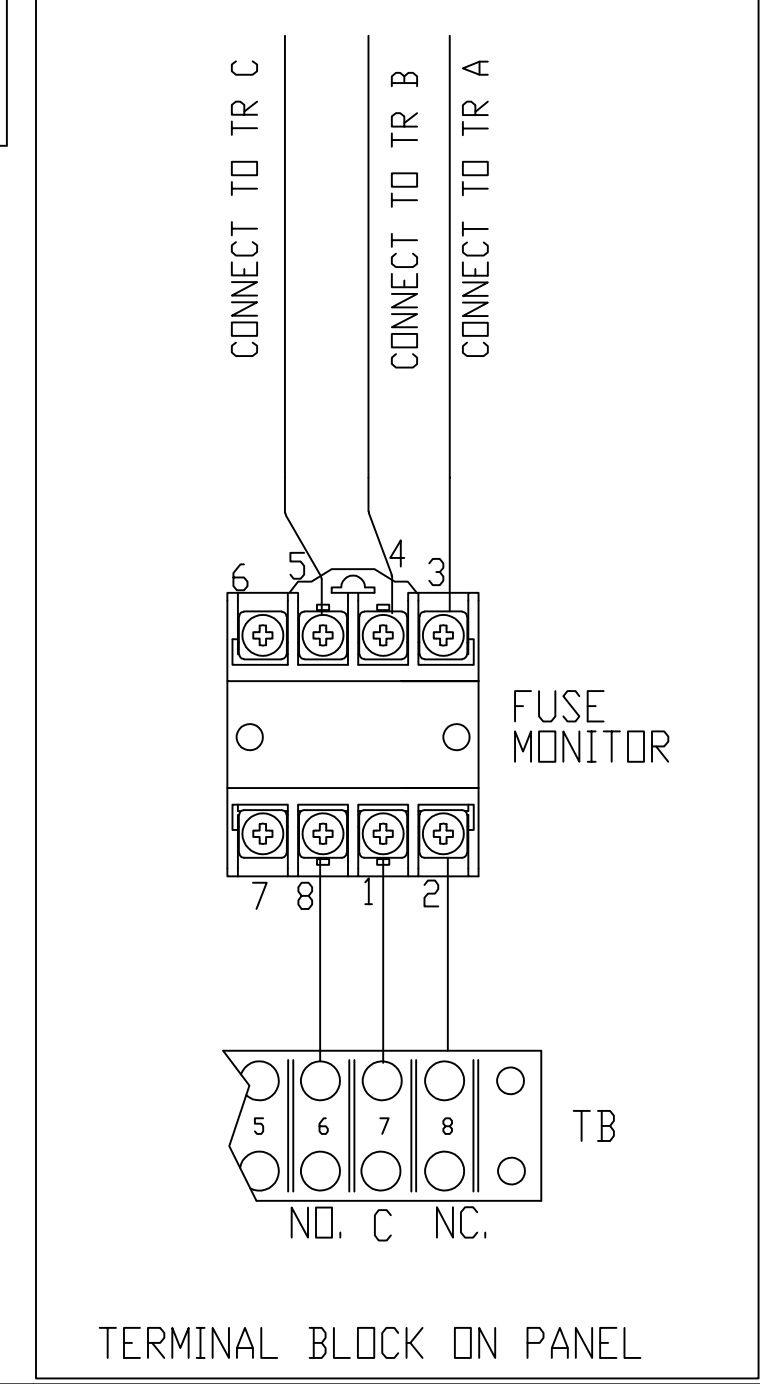 CONNECT TO TR C
CONNECT TO TR B
CONNECT TO TR A
6 5 4 3
FUSE
MONITOR
7 8 1 2
5 6 7 8
TB
NO. C NC.
TERMINAL BLOCK ON PANEL